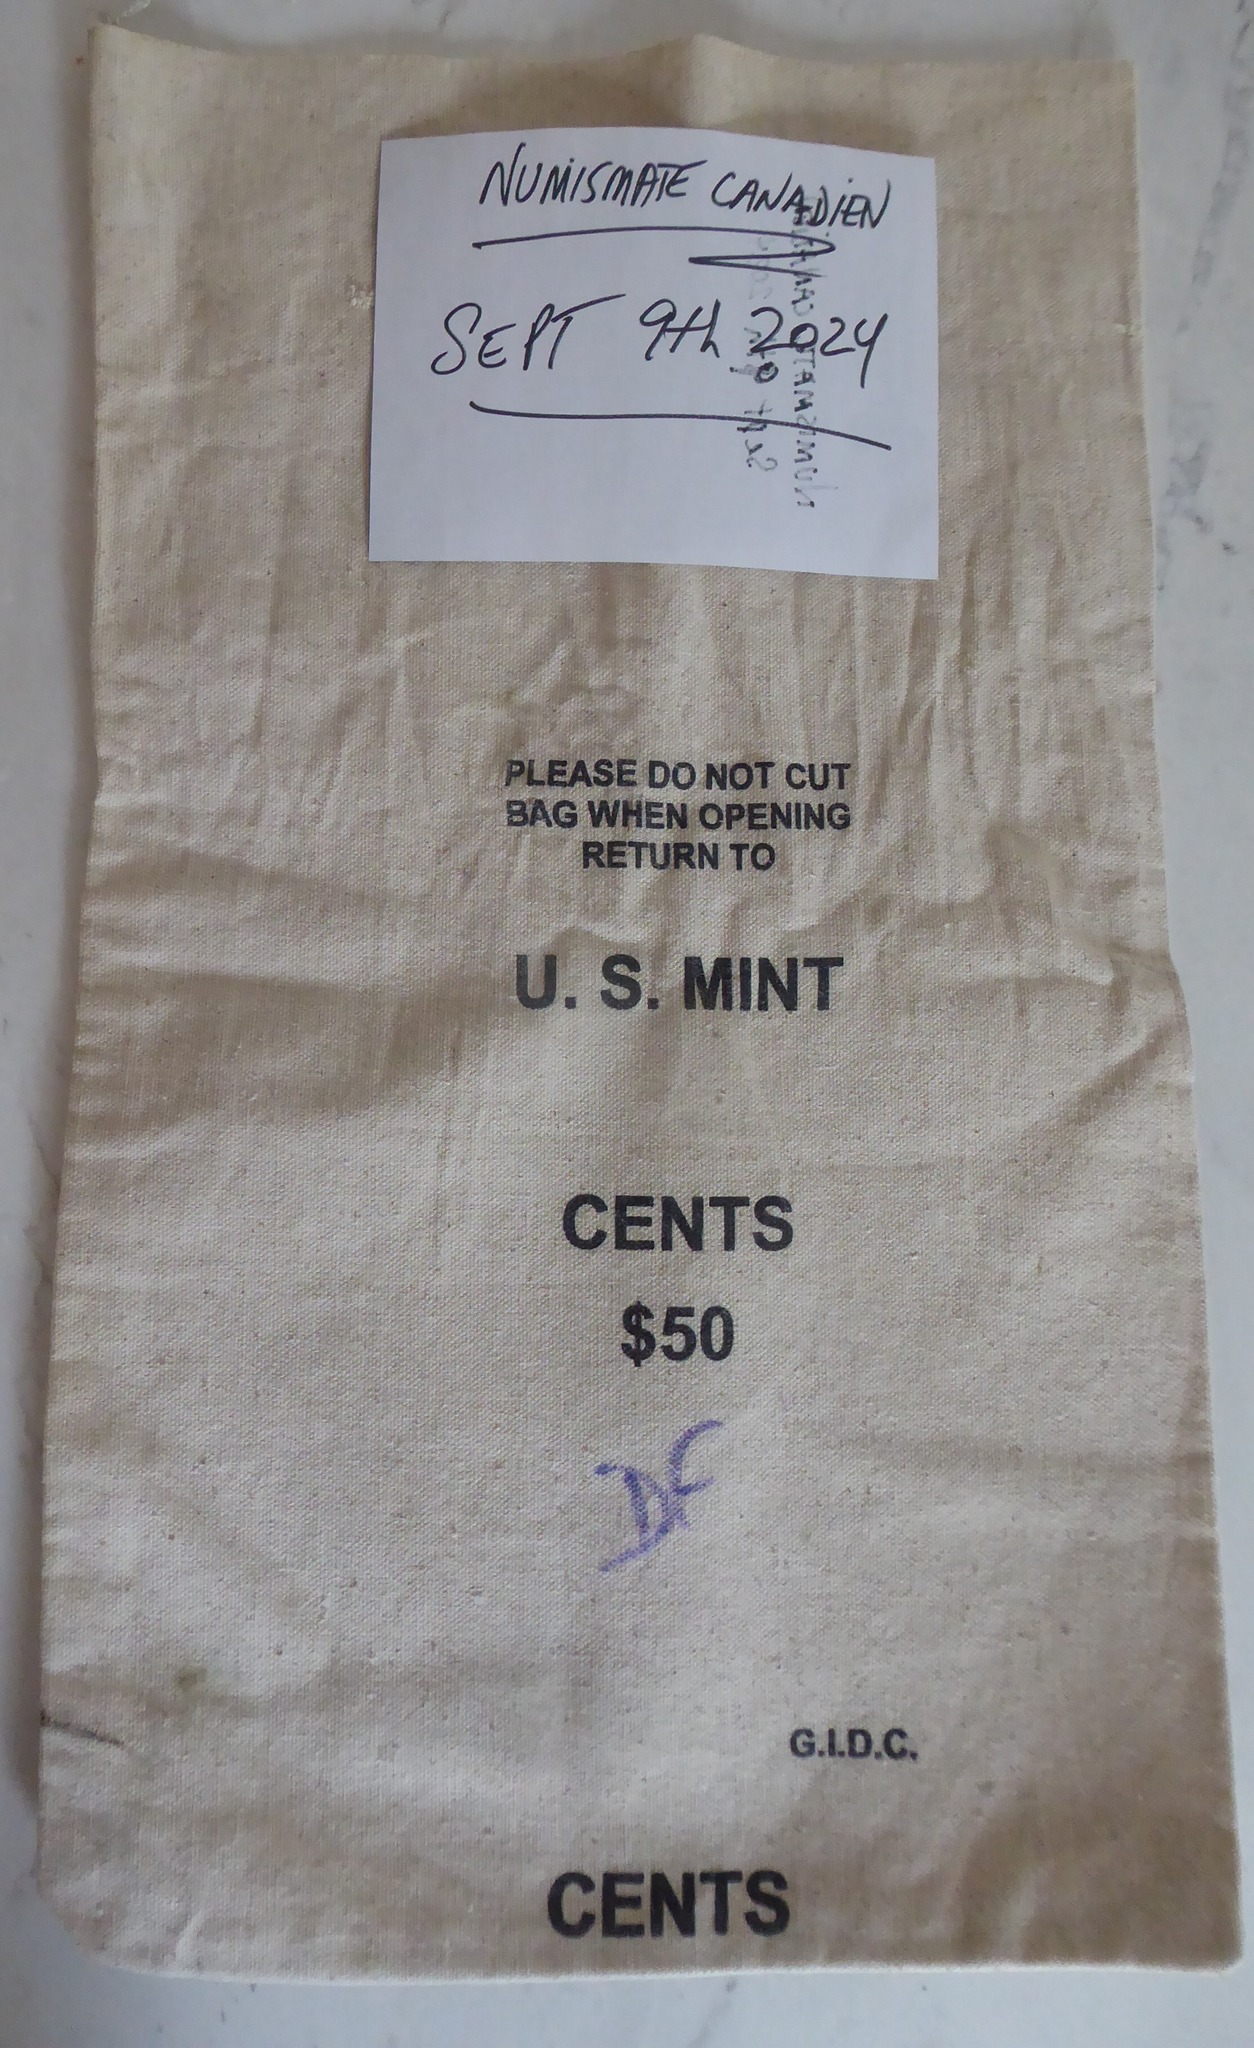 NUMISMATE CANADIEN
SEPT 9th 2024
PLEASE DO NOT CUT
BAG WHEN OPENING
RETURN TO
U. S. MINT
CENTS
$50
DF
G.I.D.C.
CENTS